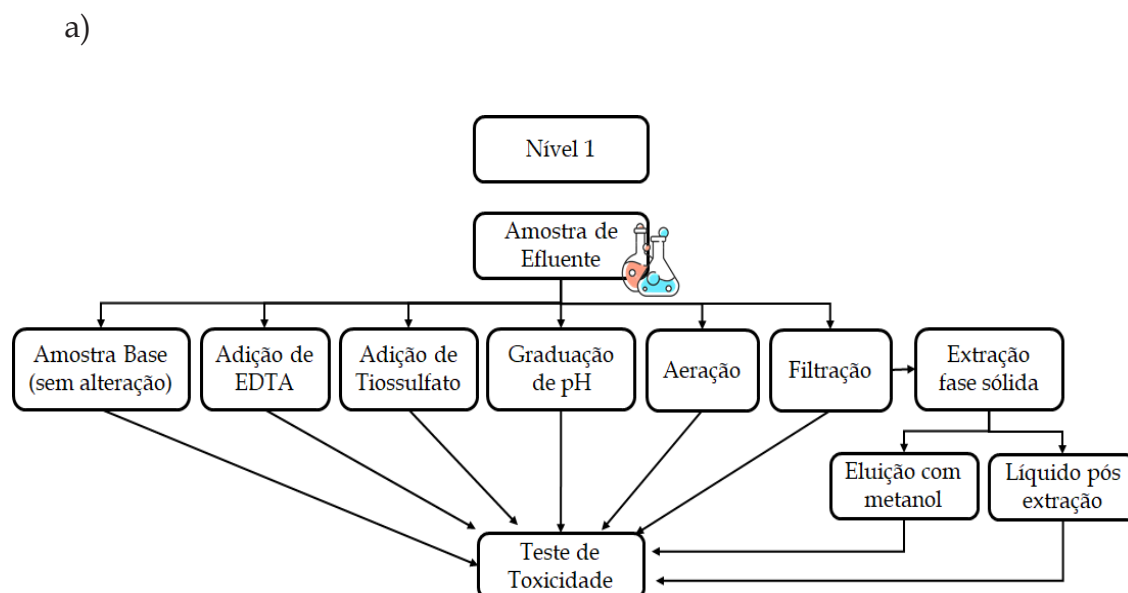 a)
Nível 1
Amostra de
Efluente
Amostra Base
(sem alteração)
Adição de
EDTA
Adição de
Tiossulfato
Graduação
de pH
Aeração
Filtração
Extração
fase sólida
Eluição com
metanol
Líquido pós
extração
Teste de
Toxicidade